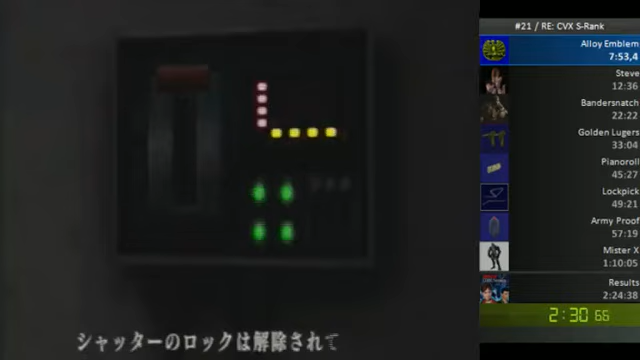 #21 / RE: CVX S-Rank
Alloy Emblem
7:53,4
Steve
12:36
Bandersnatch
22:22
Golden Lugers
33:04
Pianoroll
45:27
Lockpick
49:21
Army Proof
57:19
Mister X
1:10:05
Results
2:24:38
2:30 65
シャッターのロックは解除されて